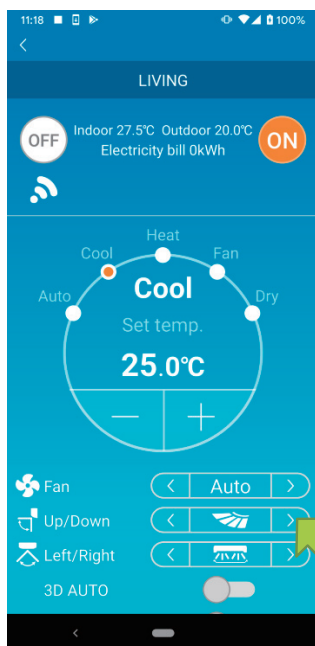 11:18 100%
LIVING
OFF Indoor 27.5℃ Outdoor 20.0℃ ON
Electricity bill 0kWh
Heat
Cool Fan
Auto Cool Dry
Set temp.
25.0℃
Fan Auto
Up/Down
Left/Right
3D AUTO